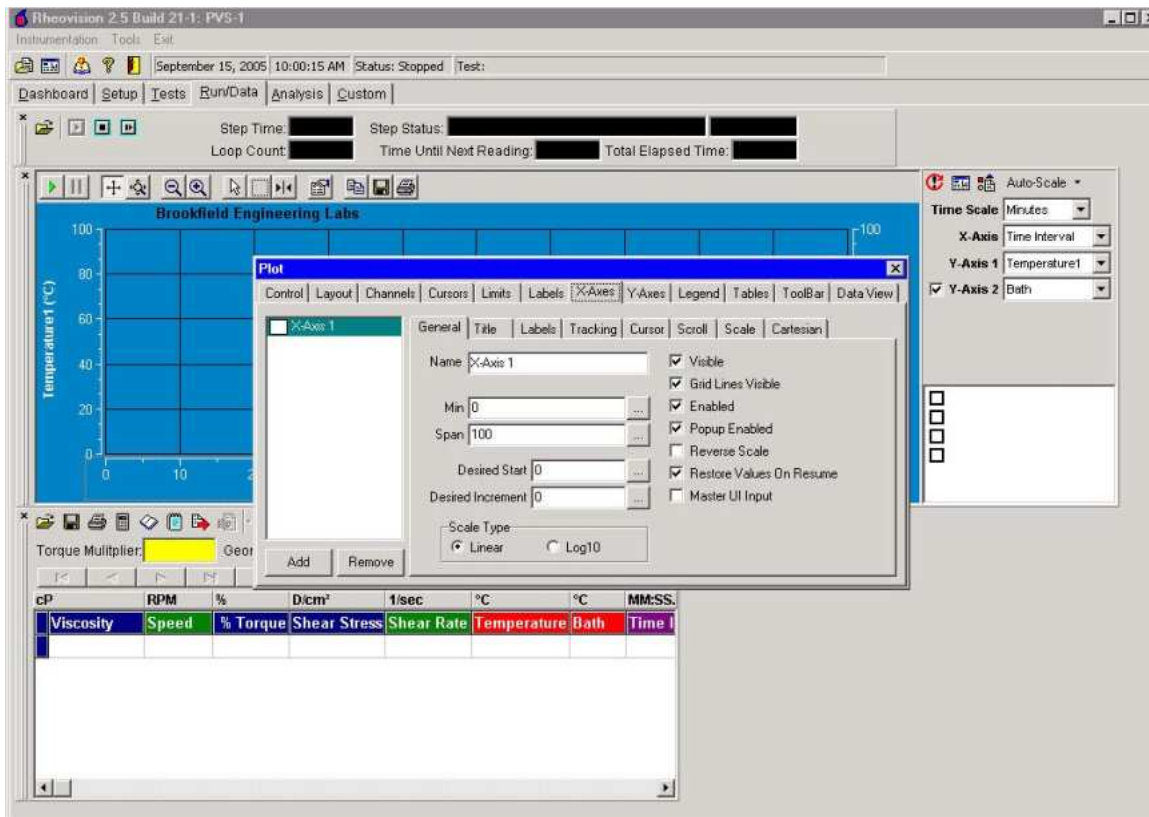 Rheovision 2.5 Build 21-1: PVS-1
Instrumentation Tools Exit
September 15, 2005 10:00:15 AM Status: Stopped Test:
Dashboard Setup Tests Run/Data Analysis Custom
Step Time: Step Status:
Loop Count: Time Until Next Reading: Total Elapsed Time:
Auto-Scale
Time Scale Minutes
X-Axis Time Interval
Y-Axis 1 Temperature1
Y-Axis 2 Bath
Brookfield Engineering Labs
100
80
60
40
20
0
Temperature1 (°C)
0 10 2
100
Plot
Control Layout Channels Cursors Limits Labels X-Axes Y-Axes Legend Tables ToolBar Data View
X-Axis 1
Add Remove
General Title Labels Tracking Cursor Scroll Scale Cartesian
Name X-Axis 1
Min 0 ...
Span 100 ...
Desired Start 0 ...
Desired Increment 0 ...
Visible
Grid Lines Visible
Enabled
Popup Enabled
Reverse Scale
Restore Values On Resume
Master UI Input
Scale Type
Linear Log10
Torque Mulitplier: Geor
cP RPM % D/cm² 1/sec °C °C MM:SS.
Viscosity Speed % Torque Shear Stress Shear Rate Temperature Bath Time I